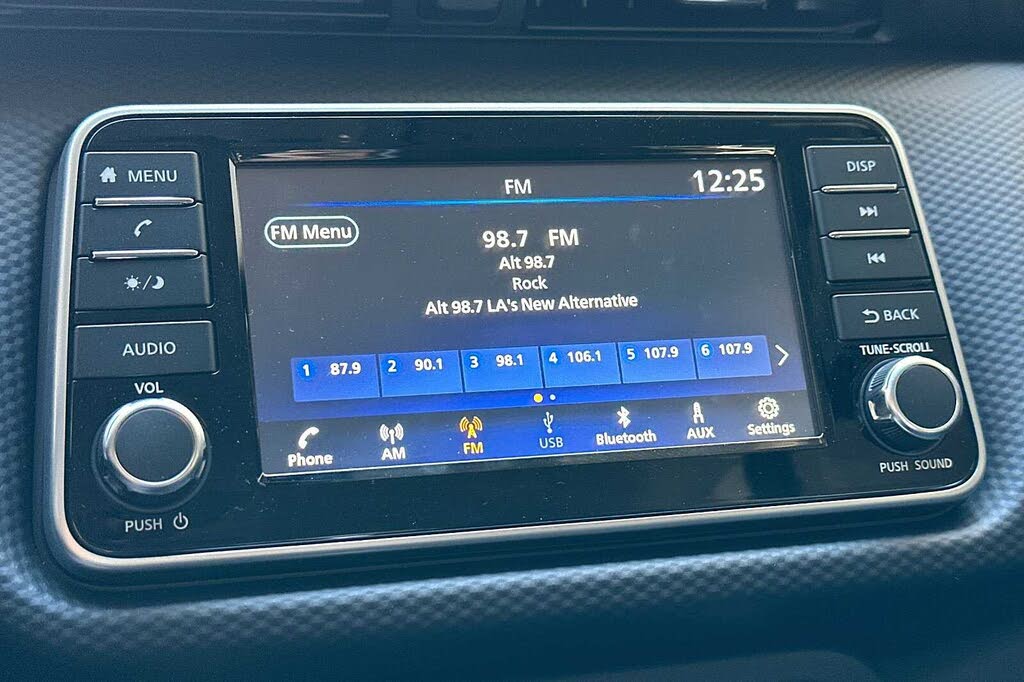 MENU
AUDIO
VOL
PUSH
FM
12:25
FM Menu
98.7 FM
Alt 98.7
Rock
Alt 98.7 LA's New Alternative
1 87.9 2 90.1 3 98.1 4 106.1 5 107.9 6 107.9
Phone AM FM USB Bluetooth AUX Settings
DISP
BACK
TUNE·SCROLL
PUSH SOUND